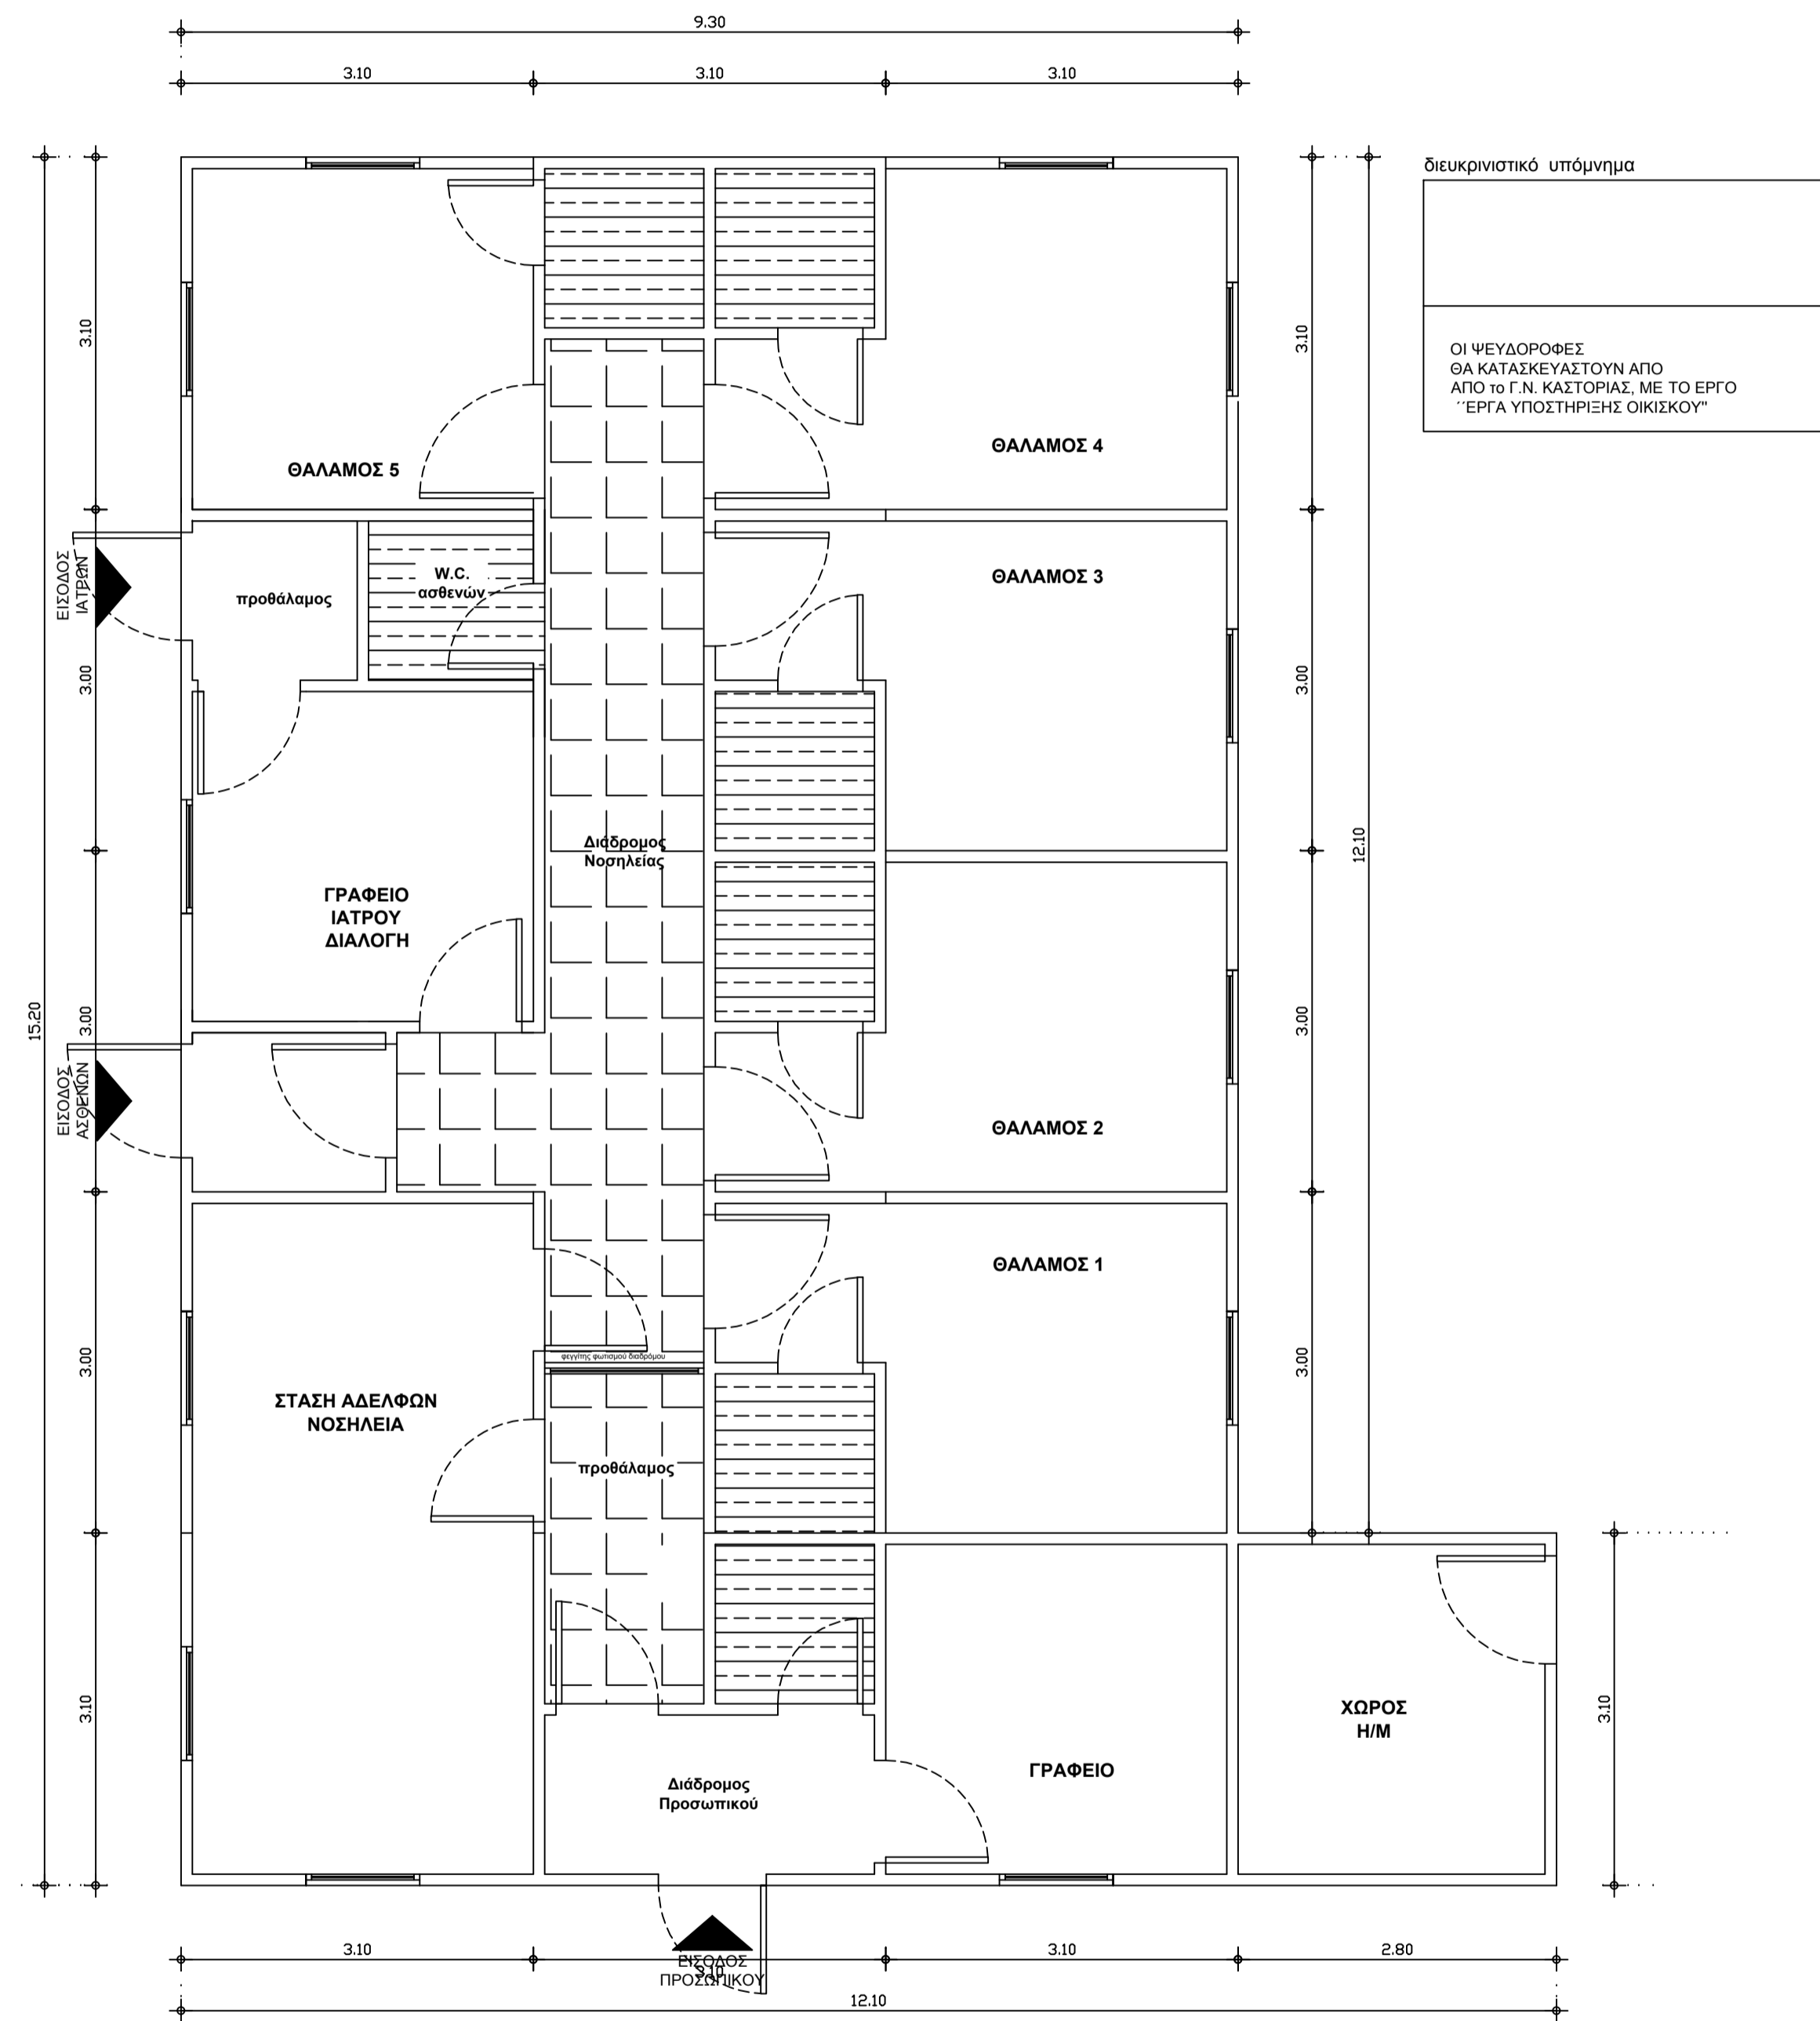 9.30
3.10
3.10
3.10
διευκρινιστικό υπόμνημα
ΟΙ ΨΕΥΔΟΡΟΦΕΣ
ΘΑ ΚΑΤΑΣΚΕΥΑΣΤΟΥΝ ΑΠΟ
ΑΠΟ το Γ.Ν. ΚΑΣΤΟΡΙΑΣ, ΜΕ ΤΟ ΕΡΓΟ
΄΄ΕΡΓΑ ΥΠΟΣΤΗΡΙΞΗΣ ΟΙΚΙΣΚΟΥ"
3.10
3.10
ΘΑΛΑΜΟΣ 5
ΘΑΛΑΜΟΣ 4
ΕΙΣΟΔΟΣ
ΙΑΤΡΩΝ
προθάλαμος
W.C.
ασθενών
ΘΑΛΑΜΟΣ 3
3.00
3.00
Διάδρομος
Νοσηλείας
12.10
ΓΡΑΦΕΙΟ
ΙΑΤΡΟΥ
ΔΙΑΛΟΓΗ
15.20
3.00
3.00
ΕΙΣΟΔΟΣ
ΑΣΘΕΝΩΝ
ΘΑΛΑΜΟΣ 2
ΘΑΛΑΜΟΣ 1
3.00
3.00
φεγγίτης φωτισμού διαδρόμου
ΣΤΑΣΗ ΑΔΕΛΦΩΝ
ΝΟΣΗΛΕΙΑ
προθάλαμος
3.10
3.10
ΧΩΡΟΣ
Η/Μ
ΓΡΑΦΕΙΟ
Διάδρομος
Προσωπικού
3.10
ΕΙΣΟΔΟΣ
3.10
ΠΡΟΣΩΠΙΚΟΥ
3.10
2.80
12.10